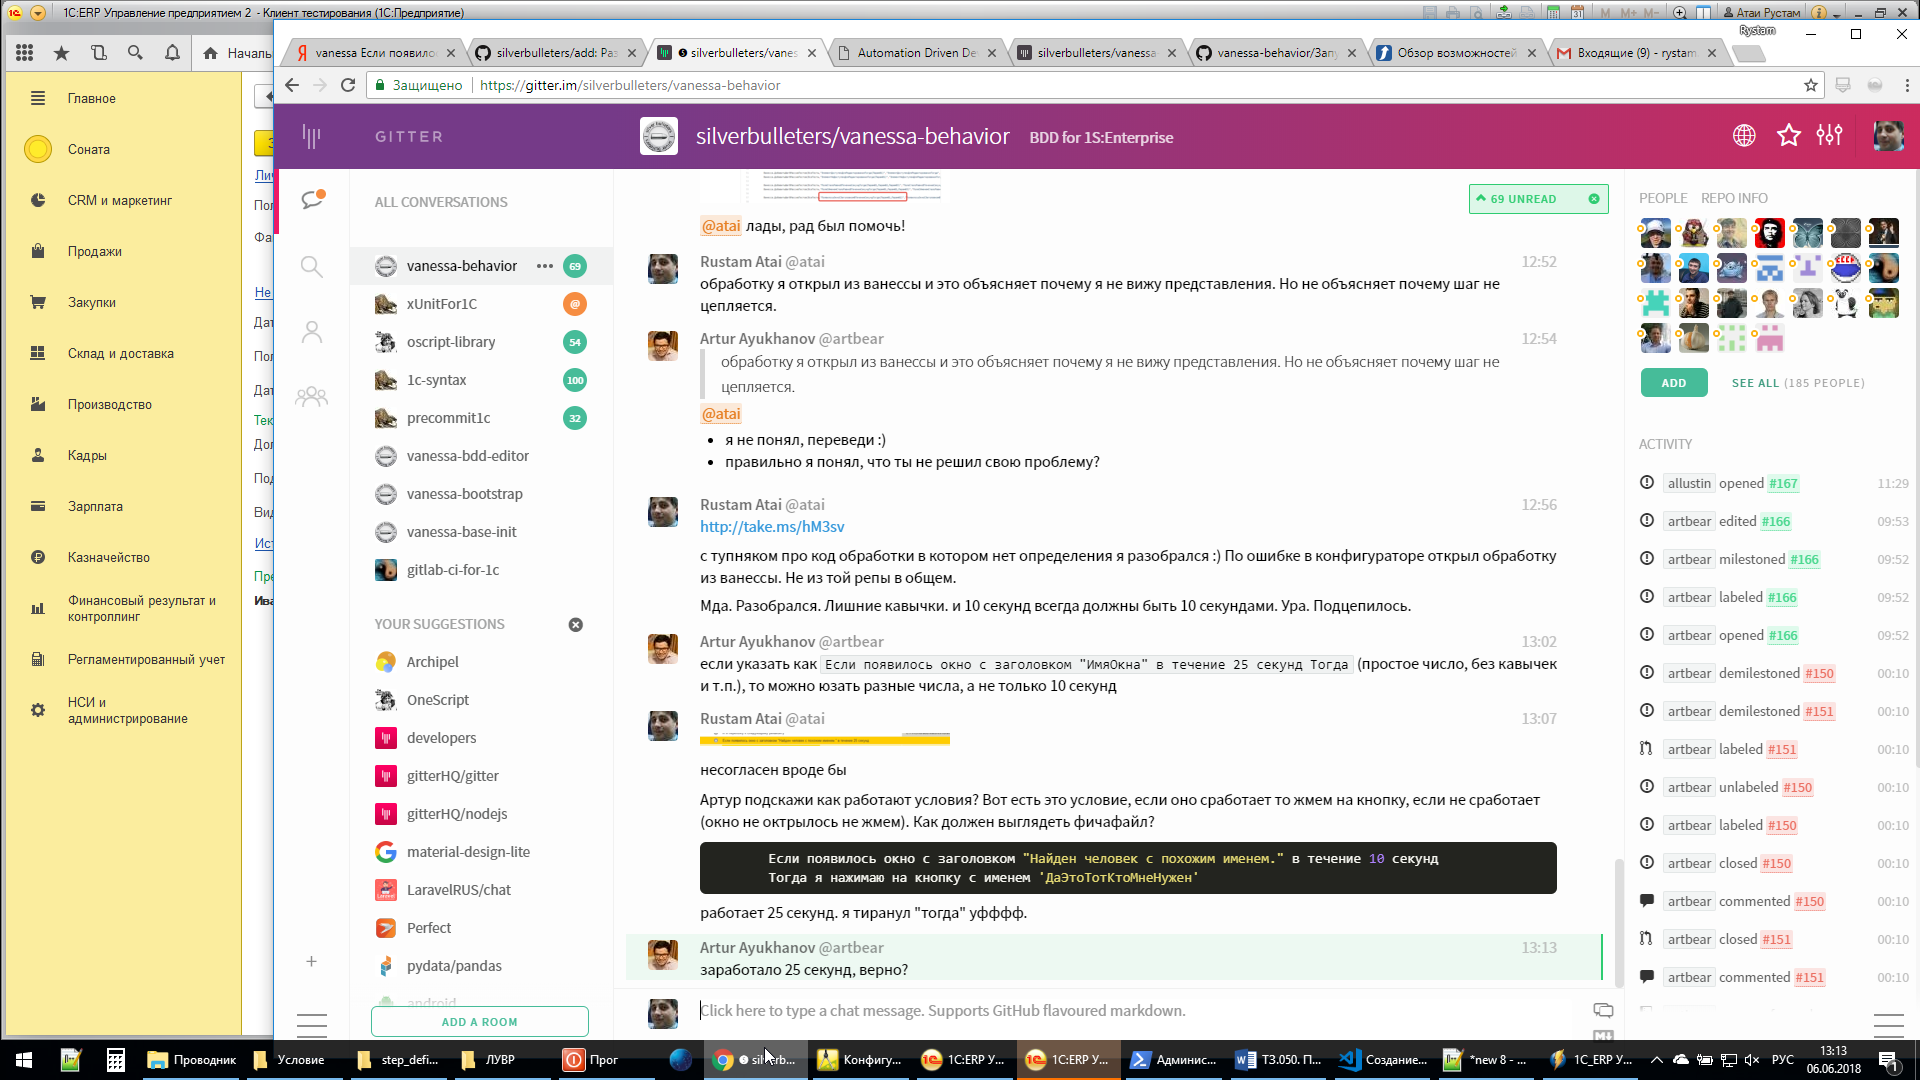 1С:ERP Управление предприятием 2 - Клиент тестирования (1С:Предприятие)
M M+ M-
Атаи Рустам
Rystam
vanessa Если появило
silverbulleters/add: Ра
silverbulleters/vanes
Automation Driven De
silverbulleters/vanessa-
vanessa-behavior/Запу
Обзор возможностей
Входящие (9) - rystam
Началь
Защищено
https://gitter.im/silverbulleters/vanessa-behavior
Главное
Соната
CRM и маркетинг
Продажи
Закупки
Склад и доставка
Производство
Кадры
Зарплата
Казначейство
Финансовый результат и
контроллинг
Регламентированный учет
НСИ и
администрирование
Пол
Фа
Не
Дат
Пол
Дат
Тек
Дол
Под
Вид
Ист
Пре
Ива
GITTER
silverbulleters/vanessa-behavior
BDD for 1S:Enterprise
ALL CONVERSATIONS
vanessa-behavior
69
xUnitFor1C
@
oscript-library
54
1c-syntax
100
precommit1c
32
vanessa-bdd-editor
vanessa-bootstrap
vanessa-base-init
gitlab-ci-for-1c
YOUR SUGGESTIONS
Archipel
OneScript
developers
gitterHQ/gitter
gitterHQ/nodejs
material-design-lite
LaravelRUS/chat
Perfect
pydata/pandas
android
ADD A ROOM
69 UNREAD
@atai лады, рад был помочь!
Rustam Atai @atai
12:52
обработку я открыл из ванессы и это объясняет почему я не вижу представления. Но не объясняет почему шаг не
цепляется.
Artur Ayukhanov @artbear
12:54
обработку я открыл из ванессы и это объясняет почему я не вижу представления. Но не объясняет почему шаг не
цепляется.
@atai
• я не понял, переведи :)
• правильно я понял, что ты не решил свою проблему?
Rustam Atai @atai
12:56
http://take.ms/hM3sv
с тупняком про код обработки в котором нет определения я разобрался :) По ошибке в конфигураторе открыл обработку
из ванессы. Не из той репы в общем.
Мда. Разобрался. Лишние кавычки. и 10 секунд всегда должны быть 10 секундами. Ура. Подцепилось.
Artur Ayukhanov @artbear
13:02
если указать как Если появилось окно с заголовком "ИмяОкна" в течение 25 секунд Тогда (простое число, без кавычек
и т.п.), то можно юзать разные числа, а не только 10 секунд
Rustam Atai @atai
13:07
несогласен вроде бы
Артур подскажи как работают условия? Вот есть это условие, если оно сработает то жмем на кнопку, если не сработает
(окно не октрылось не жмем). Как должен выглядеть фичафайл?
Если появилось окно с заголовком "Найден человек с похожим именем." в течение 10 секунд
Тогда я нажимаю на кнопку с именем 'ДаЭтоТотКтоМнеНужен'
работает 25 секунд. я тиранул "тогда" уфффф.
Artur Ayukhanov @artbear
13:13
заработало 25 секунд, верно?
Click here to type a chat message. Supports GitHub flavoured markdown.
PEOPLE REPO INFO
ADD
SEE ALL (185 PEOPLE)
ACTIVITY
allustin opened #167 11:29
artbear edited #166 09:53
artbear milestoned #166 09:52
artbear labeled #166 09:52
artbear opened #166 09:52
artbear demilestoned #150 00:10
artbear demilestoned #151 00:10
artbear labeled #151 00:10
artbear unlabeled #150 00:10
artbear labeled #150 00:10
artbear closed #150 00:10
artbear commented #150 00:10
artbear closed #151 00:10
artbear commented #151 00:10
Проводник
Условие
step_defi...
ЛУВР
Прог
silverb...
Конфигу...
1С:ERP У...
1С:ERP У...
Админис...
ТЗ.050. П...
Создание...
*new 8 - ...
1С_ERP У...
РУС
13:13
06.06.2018
1